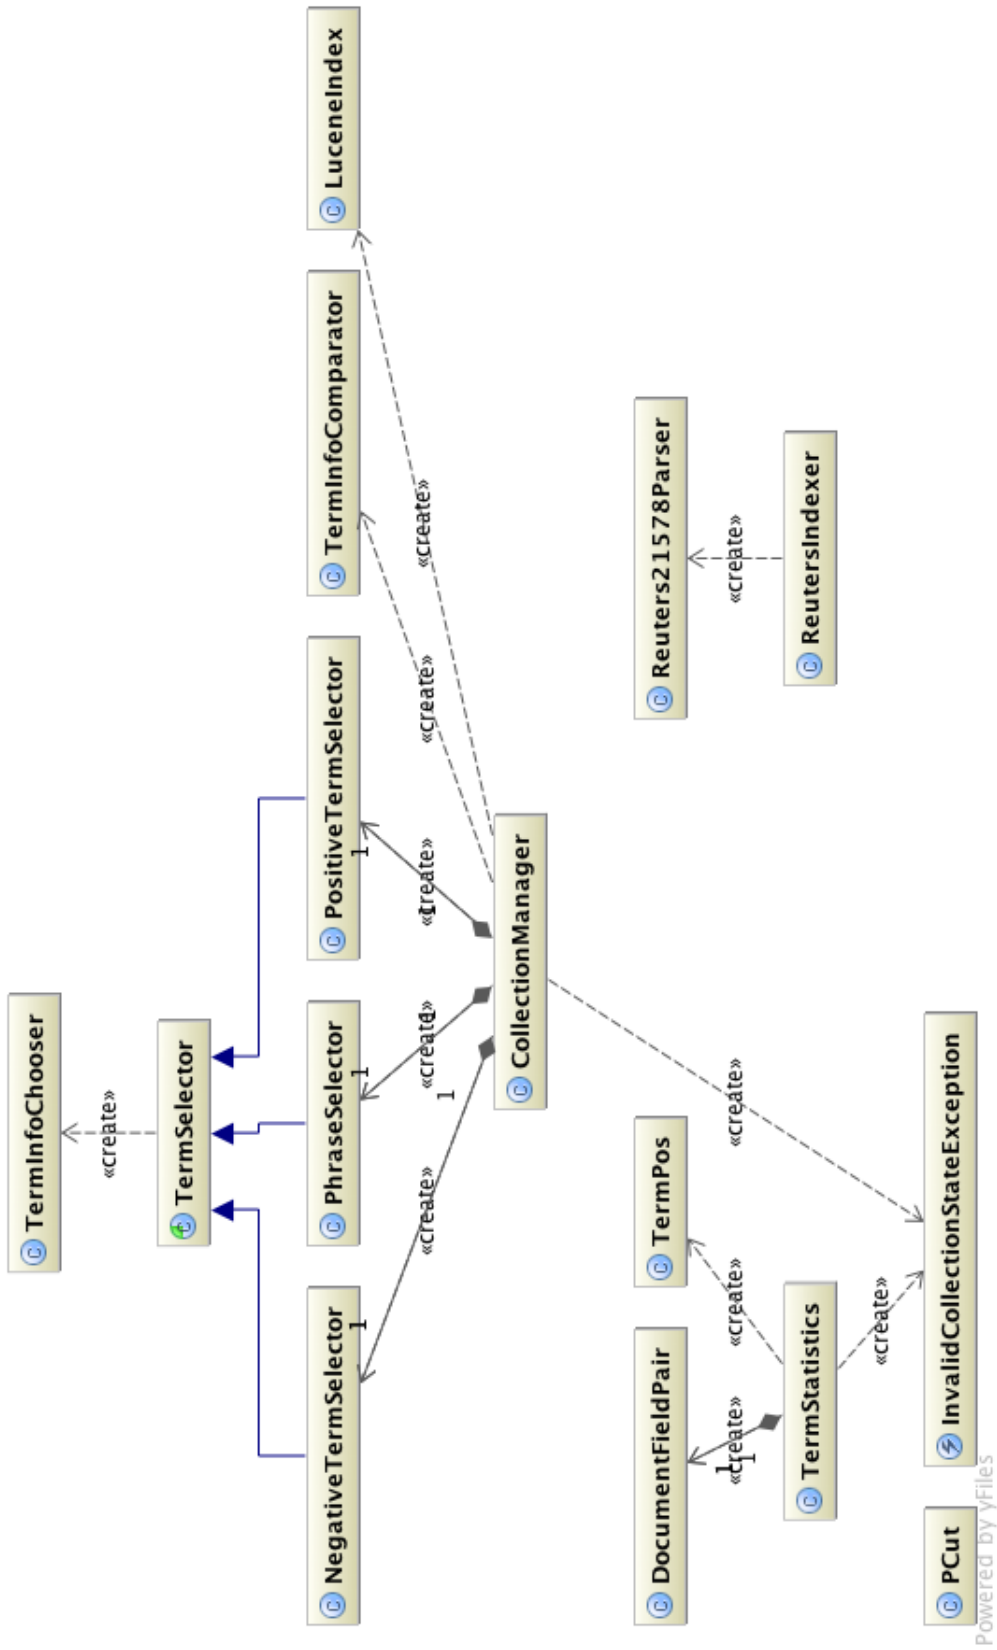 TermInfoChooser
«create»
TermSelector
NegativeTermSelector
PhraseSelector
PositiveTermSelector
TermInfoComparator
LuceneIndex
1
1
1
«create»
1
«create»
1
«create»
1
«create»
«create»
CollectionManager
DocumentFieldPair
TermPos
Reuters21578Parser
1
«create»
1
«create»
«create»
«create»
TermStatistics
ReutersIndexer
«create»
PCut
InvalidCollectionStateException
Powered by yFiles